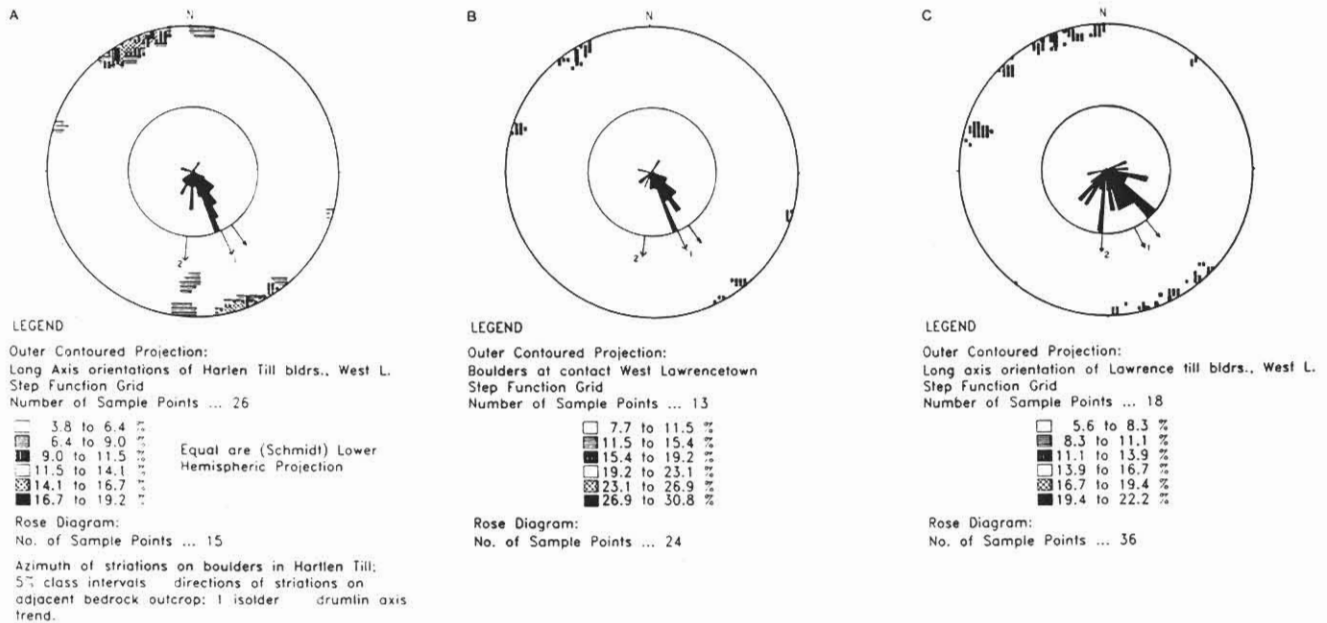 A
N
2
1
LEGEND
Outer Contoured Projection:
Long Axis orientations of Harlen Till bldrs., West L.
Step Function Grid
Number of Sample Points ... 26
3.8 to 6.4 %
6.4 to 9.0 %
9.0 to 11.5 %
11.5 to 14.1 %
14.1 to 16.7 %
16.7 to 19.2 %
Equal are (Schmidt) Lower
Hemispheric Projection
Rose Diagram:
No. of Sample Points ... 15
Azimuth of striations on boulders in Hartlen Till:
5% class intervals directions of striations on
adjacent bedrock outcrop: 1 isolder drumlin axis
trend.
B
N
2
1
LEGEND
Outer Contoured Projection:
Boulders at contact West Lawrencetown
Step Function Grid
Number of Sample Points ... 13
7.7 to 11.5 %
11.5 to 15.4 %
15.4 to 19.2 %
19.2 to 23.1 %
23.1 to 26.9 %
26.9 to 30.8 %
Rose Diagram:
No. of Sample Points ... 24
C
N
2
1
LEGEND
Outer Contoured Projection:
Long axis orientation of Lawrence till bldrs., West L.
Step Function Grid
Number of Sample Points ... 18
5.6 to 8.3 %
8.3 to 11.1 %
11.1 to 13.9 %
13.9 to 16.7 %
16.7 to 19.4 %
19.4 to 22.2 %
Rose Diagram:
No. of Sample Points ... 36